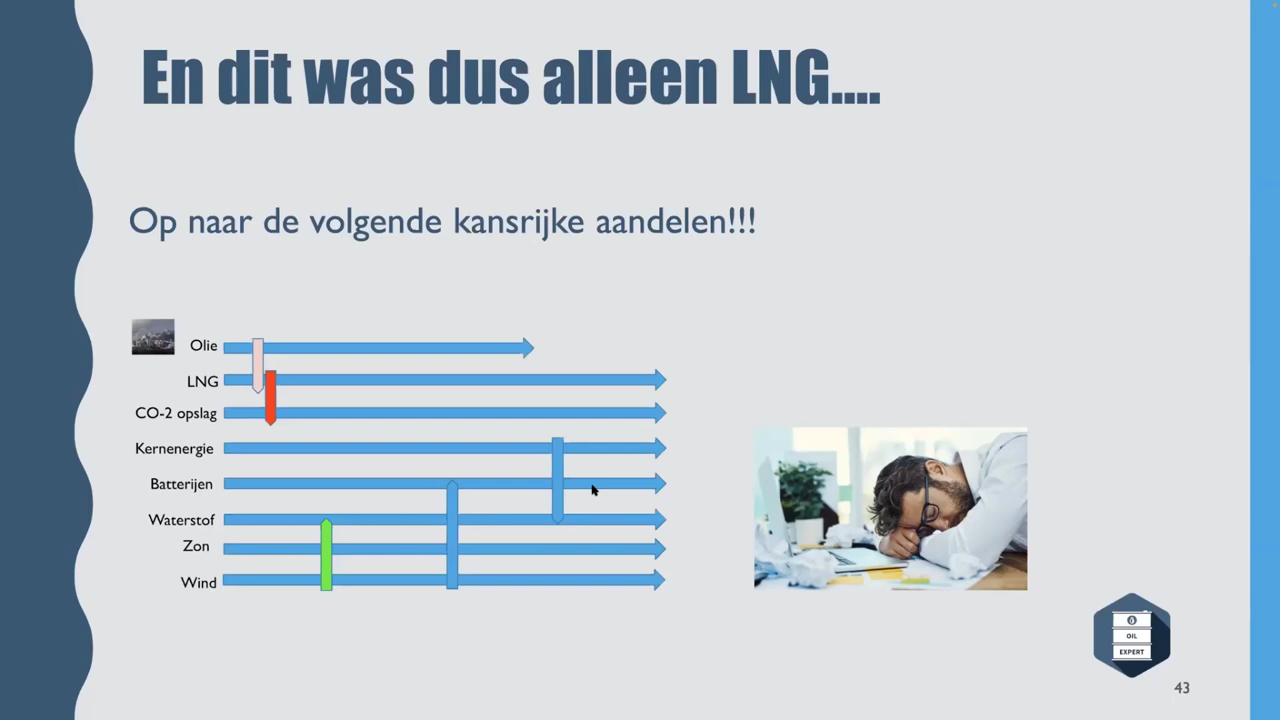 En dit was dus alleen LNG....
Op naar de volgende kansrijke aandelen!!!
Olie
LNG
CO-2 opslag
Kernenergie
Batterijen
Waterstof
Zon
Wind
OIL
EXPERT
43